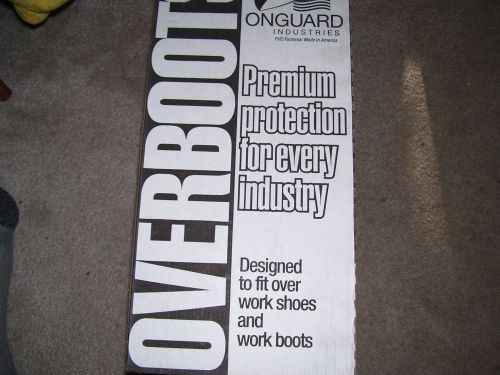 OVERBOOTS
ONGUARD
INDUSTRIES
PVC Footwear Made in America
Premium
protection
for every
industry
Designed
to fit over
work shoes
and
work boots